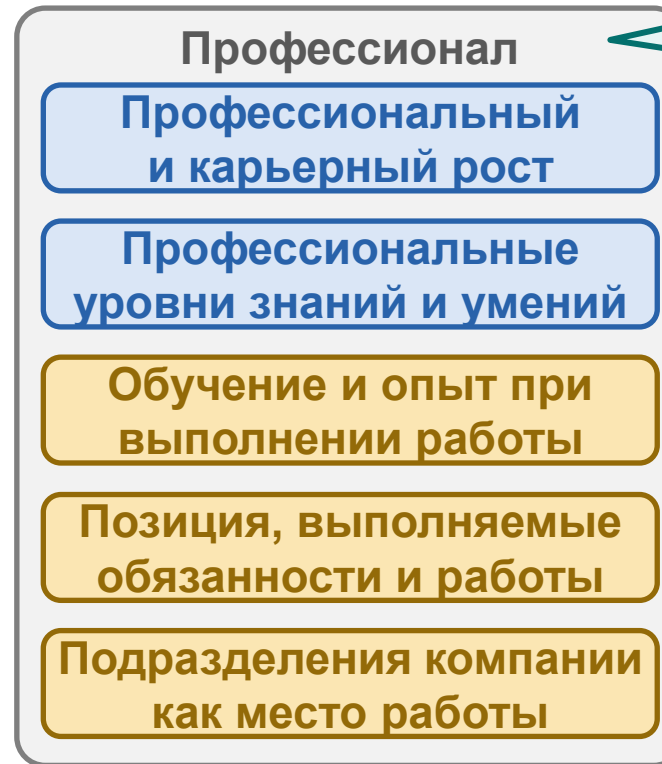 Профессионал
Профессиональный
и карьерный рост
Профессиональные
уровни знаний и умений
Обучение и опыт при
выполнении работы
Позиция, выполняемые
обязанности и работы
Подразделения компании
как место работы